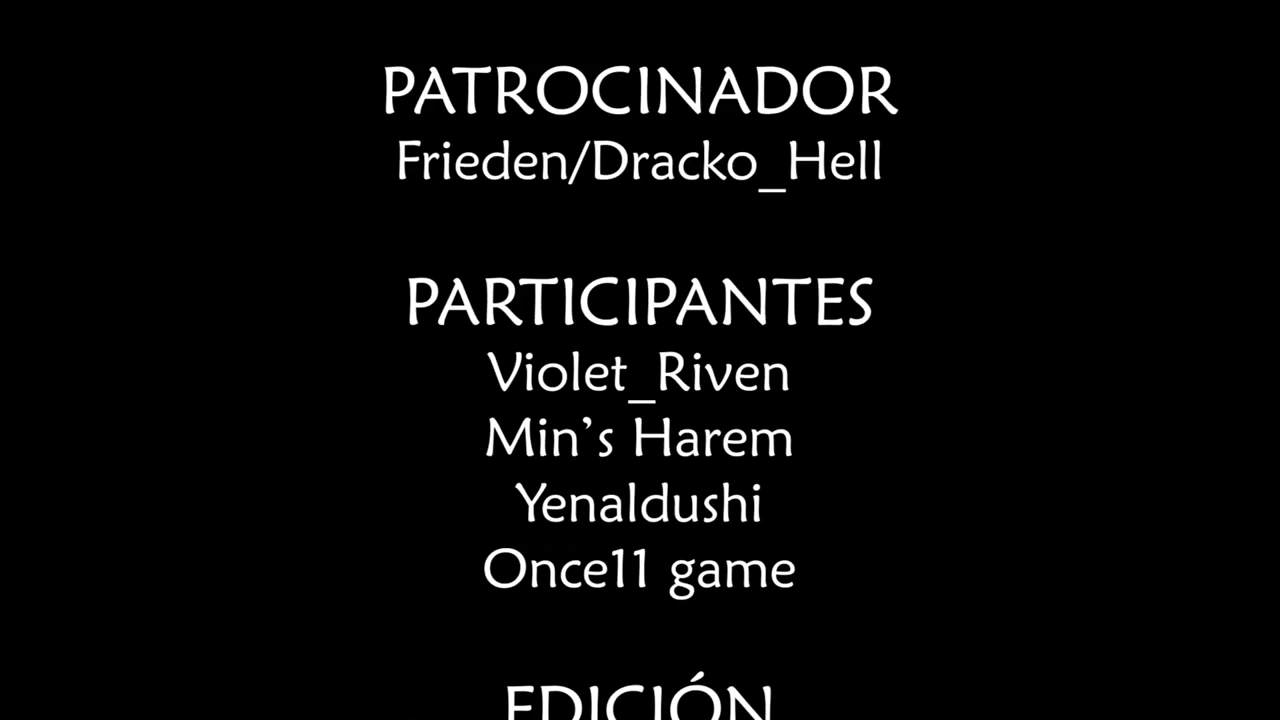 PATROCINADOR
Frieden/Dracko_Hell
PARTICIPANTES
Violet_Riven
Min’s Harem
Yenaldushi
Once11 game
EDICIÓN